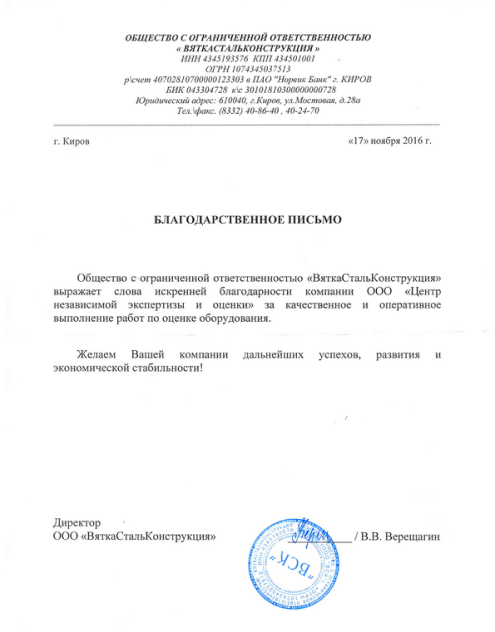 ОБЩЕСТВО С ОГРАНИЧЕННОЙ ОТВЕТСТВЕННОСТЬЮ
« ВЯТКАСТАЛЬКОНСТРУКЦИЯ »
ИНН 4345193576 КПП 434501001
ОГРН 1074345037513
р\счет 40702810700000123303 в ПАО "Норвик Банк" г. КИРОВ
БИК 043304728 к\с 30101810300000000728
Юридический адрес: 610040, г.Киров, ул.Мостовая, д.28а
Тел.\факс. (8332) 40-86-40 , 40-24-70
г. Киров «17» ноября 2016 г.
БЛАГОДАРСТВЕННОЕ ПИСЬМО
Общество с ограниченной ответственностью «ВяткаСтальКонструкция»
выражает слова искренней благодарности компании ООО «Центр
независимой экспертизы и оценки» за качественное и оперативное
выполнение работ по оценке оборудования.
Желаем Вашей компании дальнейших успехов, развития и
экономической стабильности!
Директор
ООО «ВяткаСтальКонструкция» / В.В. Верещагин
"ВСК"